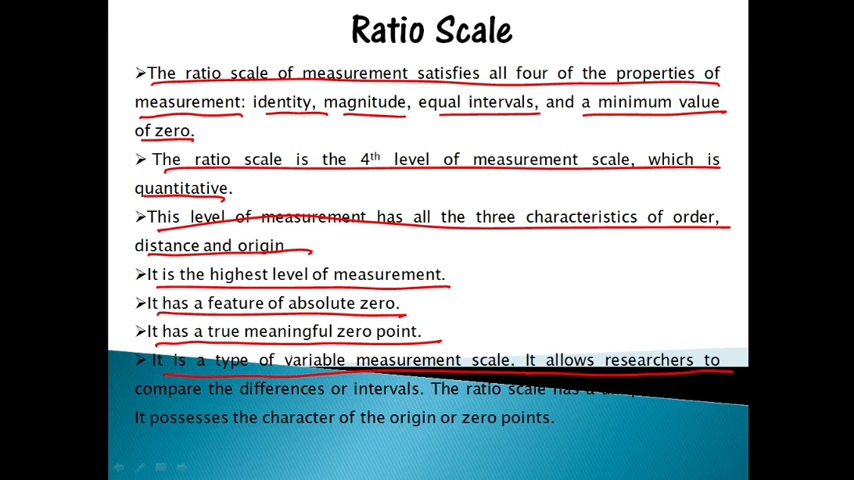 Ratio Scale
➢The ratio scale of measurement satisfies all four of the properties of
measurement: identity, magnitude, equal intervals, and a minimum value
of zero.
➢ The ratio scale is the 4th level of measurement scale, which is
quantitative.
➢This level of measurement has all the three characteristics of order,
distance and origin
➢It is the highest level of measurement.
➢It has a feature of absolute zero.
➢It has a true meaningful zero point.
➢ It is a type of variable measurement scale. It allows researchers to
compare the differences or intervals. The ratio scale has a
It possesses the character of the origin or zero points.